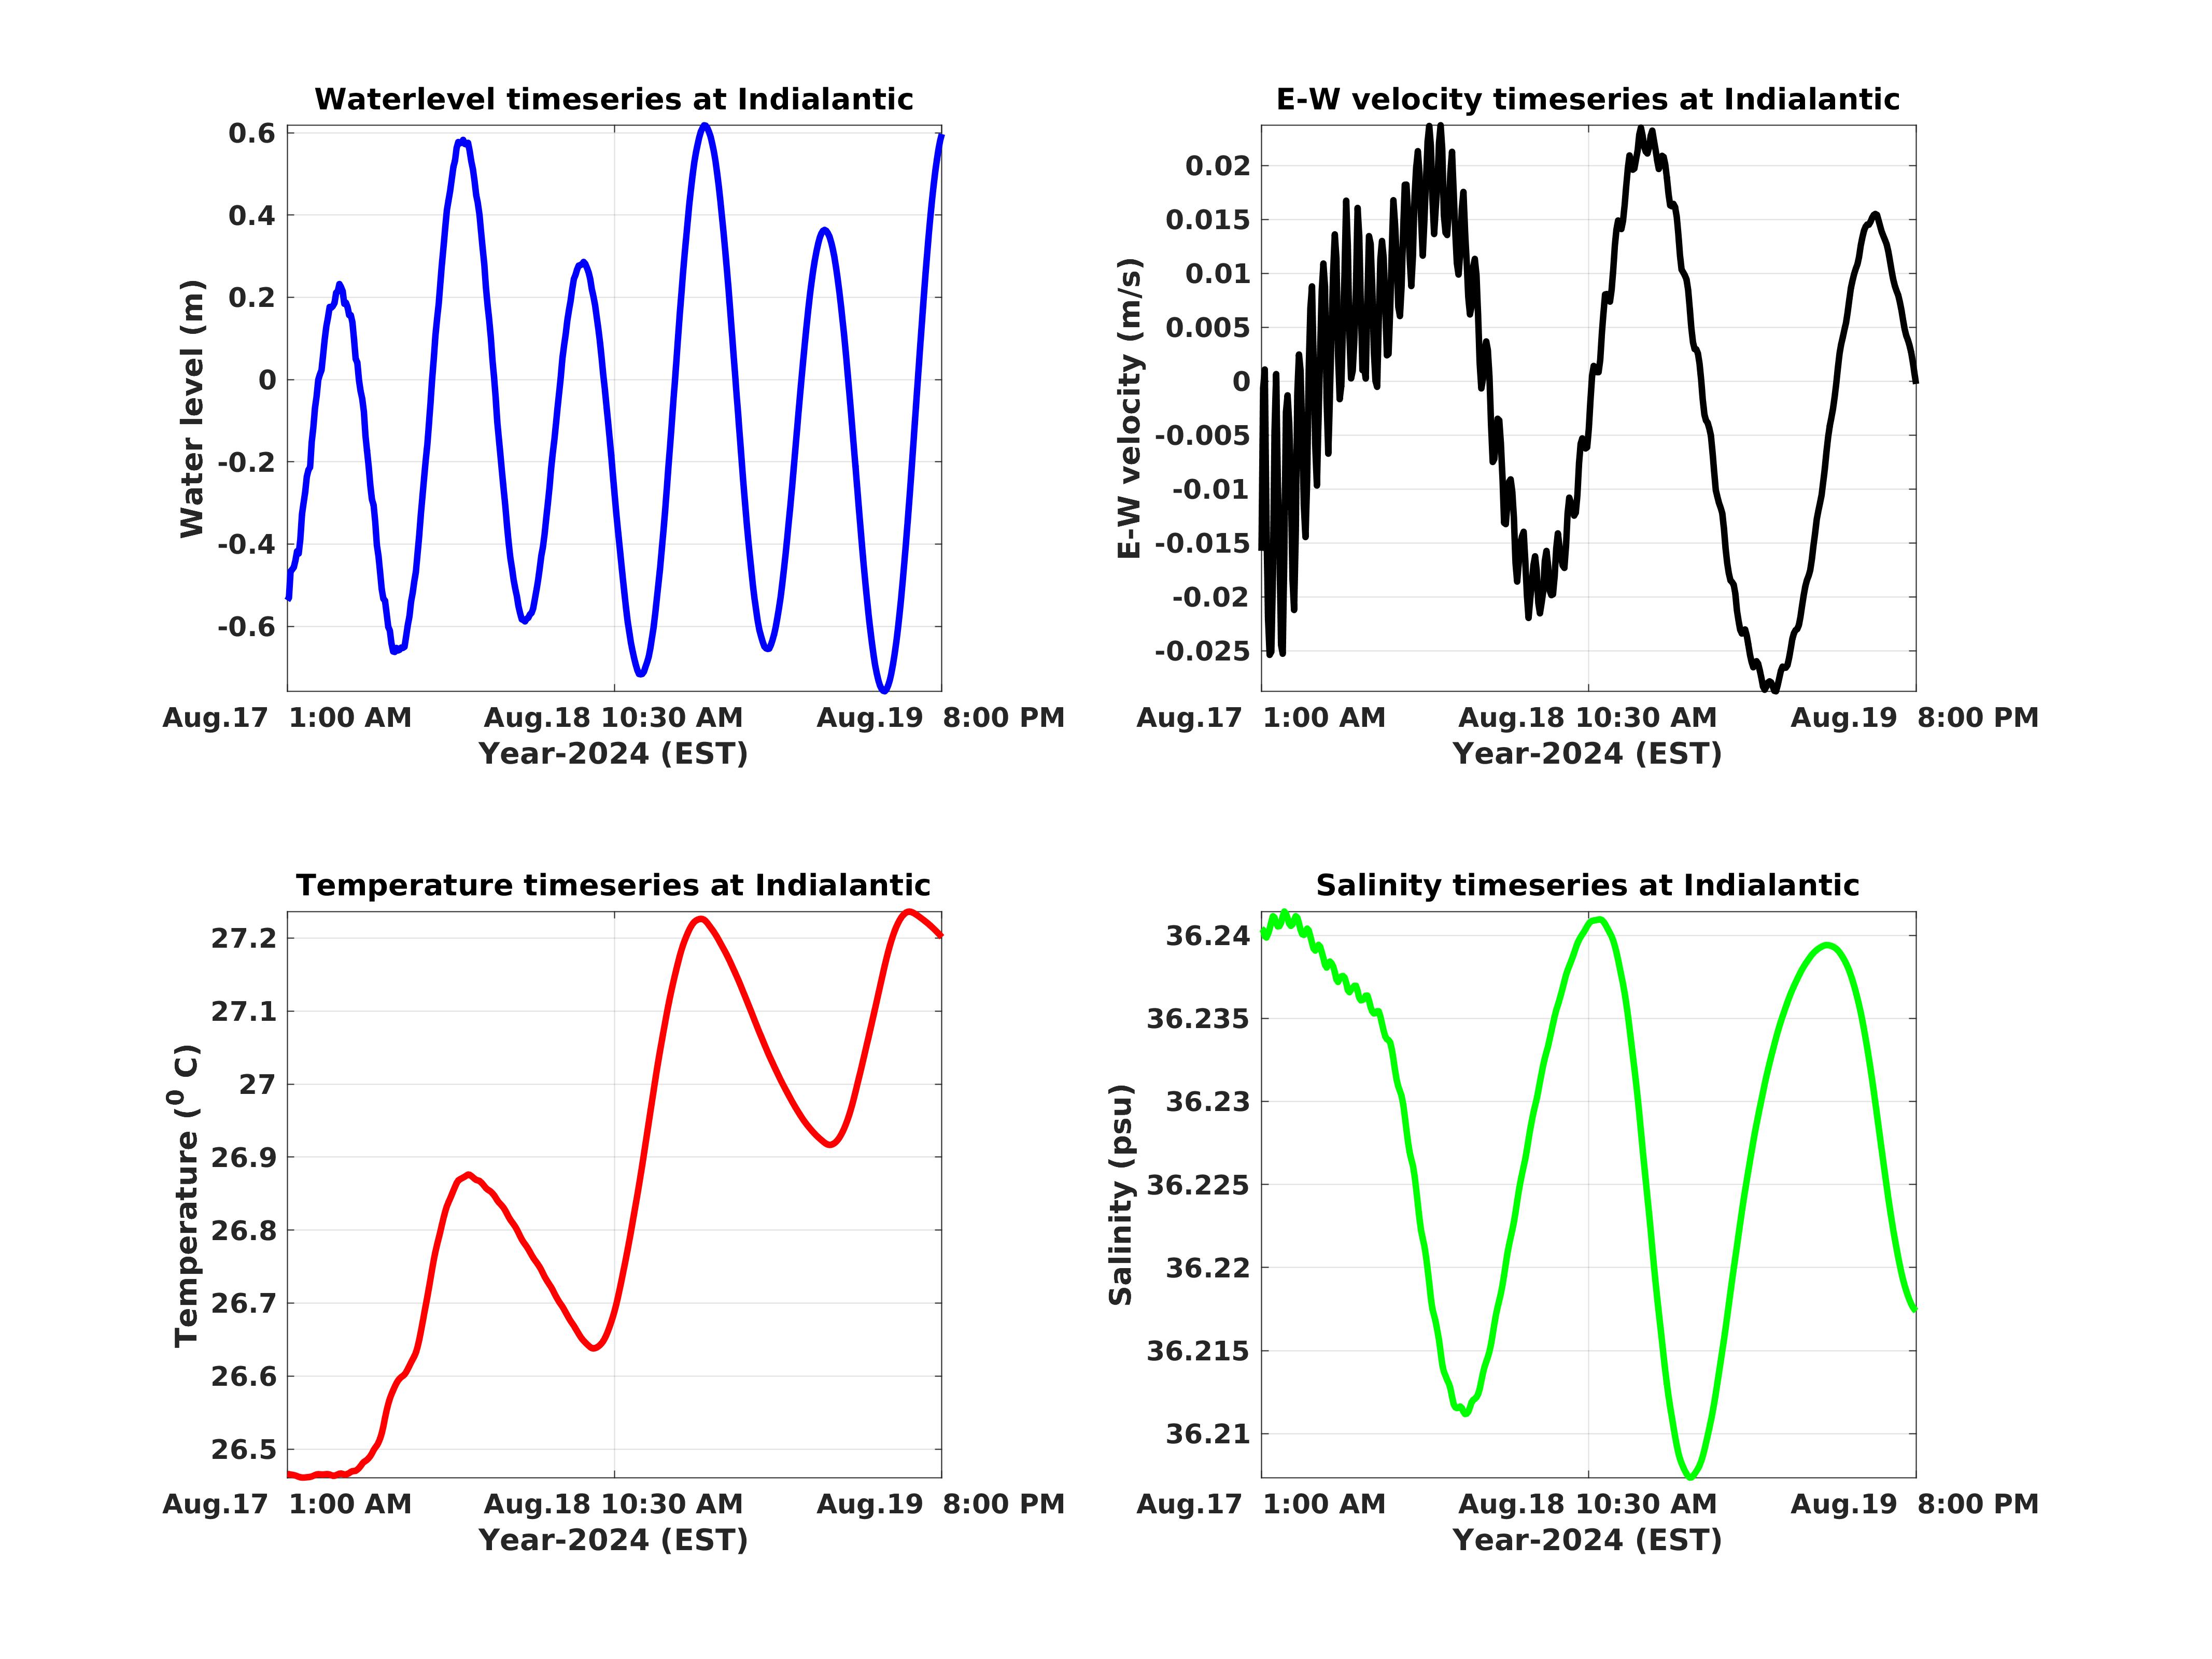 Waterlevel timeseries at Indialantic
0.6
0.4
0.2
0
-0.2
-0.4
-0.6
Water level (m)
Aug.17 1:00 AM
Aug.18 10:30 AM
Aug.19 8:00 PM
Year-2024 (EST)
E-W velocity timeseries at Indialantic
0.02
0.015
0.01
0.005
0
-0.005
-0.01
-0.015
-0.02
-0.025
E-W velocity (m/s)
Aug.17 1:00 AM
Aug.18 10:30 AM
Aug.19 8:00 PM
Year-2024 (EST)
Temperature timeseries at Indialantic
27.2
27.1
27
26.9
26.8
26.7
26.6
26.5
Temperature (⁰ C)
Aug.17 1:00 AM
Aug.18 10:30 AM
Aug.19 8:00 PM
Year-2024 (EST)
Salinity timeseries at Indialantic
36.24
36.235
36.23
36.225
36.22
36.215
36.21
Salinity (psu)
Aug.17 1:00 AM
Aug.18 10:30 AM
Aug.19 8:00 PM
Year-2024 (EST)